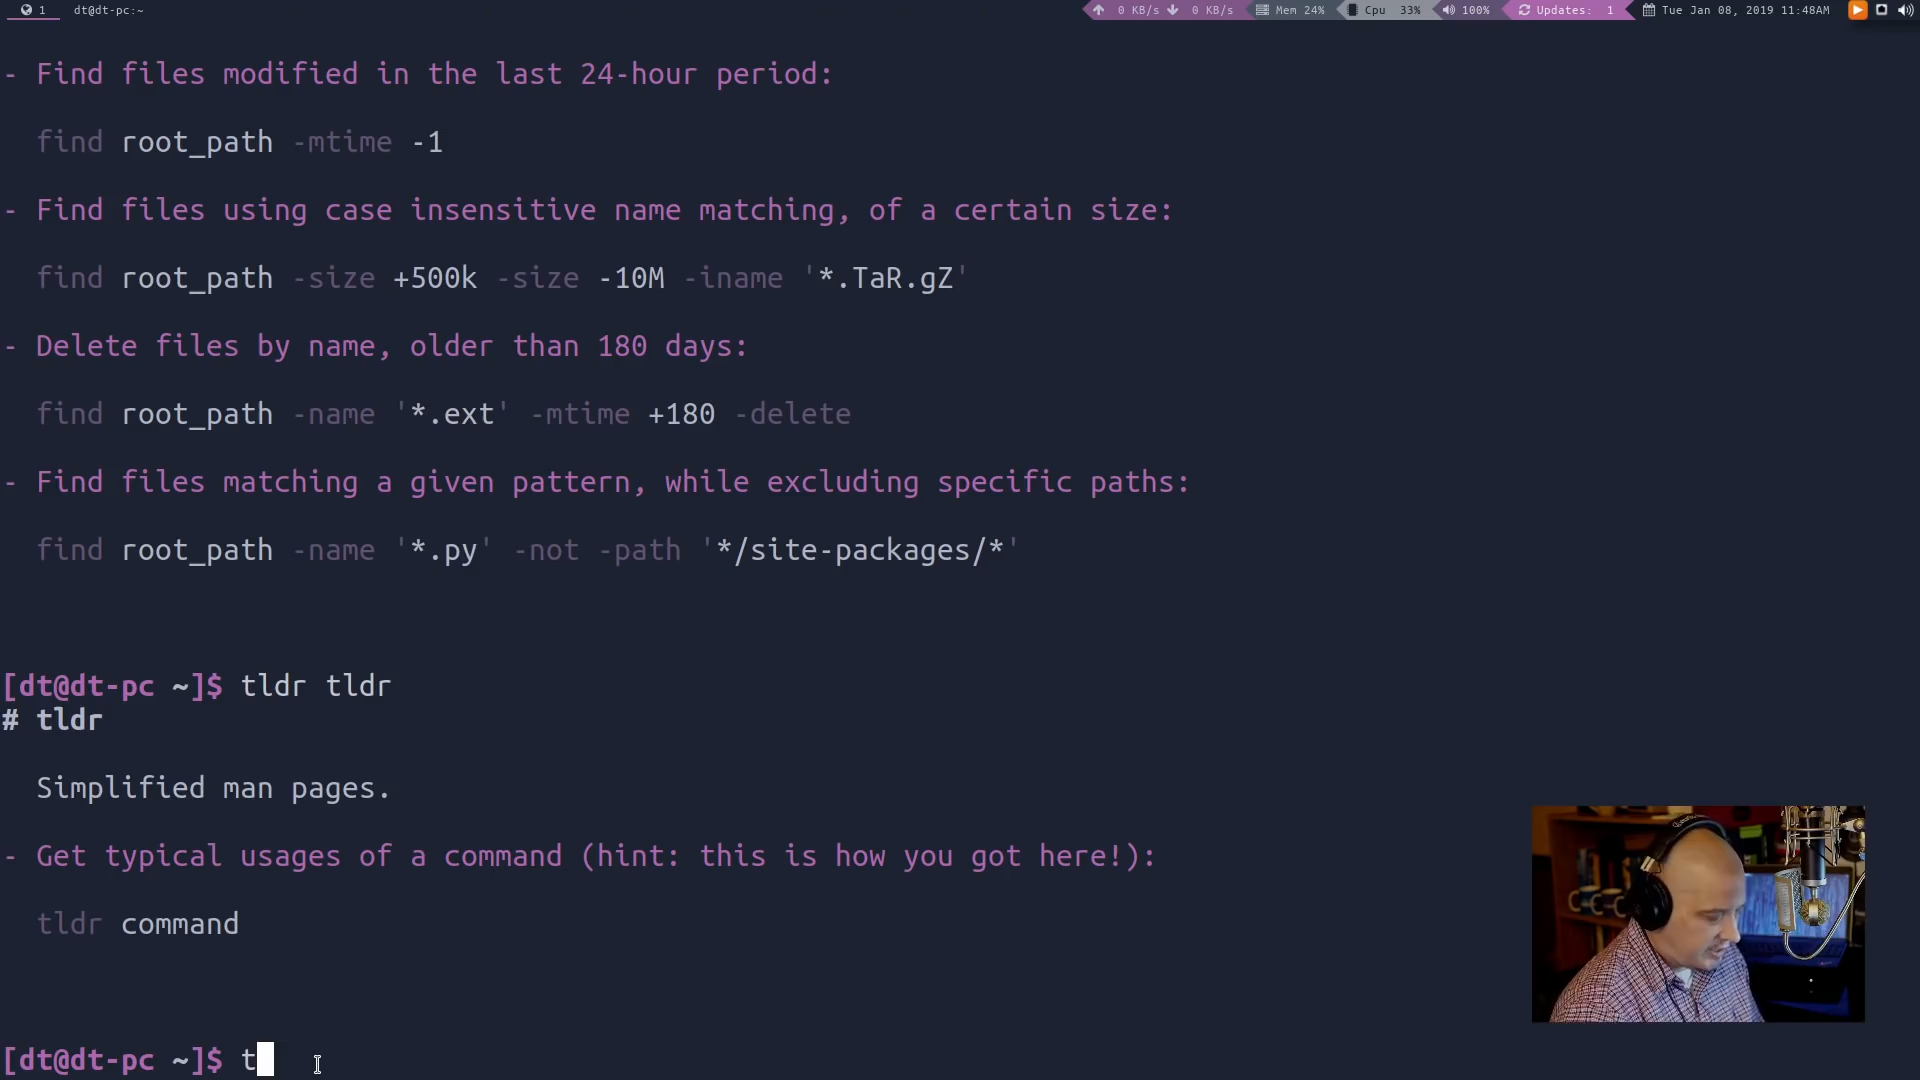 1 dt@dt-pc:~ 0 KB/s 0 KB/s Mem 24% Cpu 33% 100% Updates: 1 Tue Jan 08, 2019 11:48AM
- Find files modified in the last 24-hour period:
find root_path -mtime -1
- Find files using case insensitive name matching, of a certain size:
find root_path -size +500k -size -10M -iname '*.TaR.gZ'
- Delete files by name, older than 180 days:
find root_path -name '*.ext' -mtime +180 -delete
- Find files matching a given pattern, while excluding specific paths:
find root_path -name '*.py' -not -path '*/site-packages/*'
[dt@dt-pc ~]$ tldr tldr
# tldr
Simplified man pages.
- Get typical usages of a command (hint: this is how you got here!):
tldr command
[dt@dt-pc ~]$ t